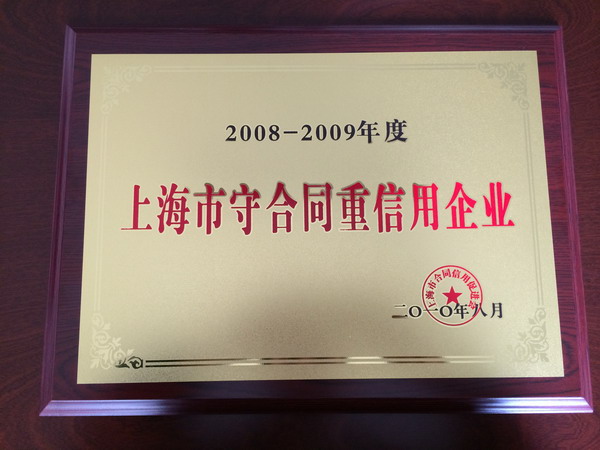 2008-2009年度
上海市守合同重信用企业
上海市合同信用促进会
二〇一〇年八月